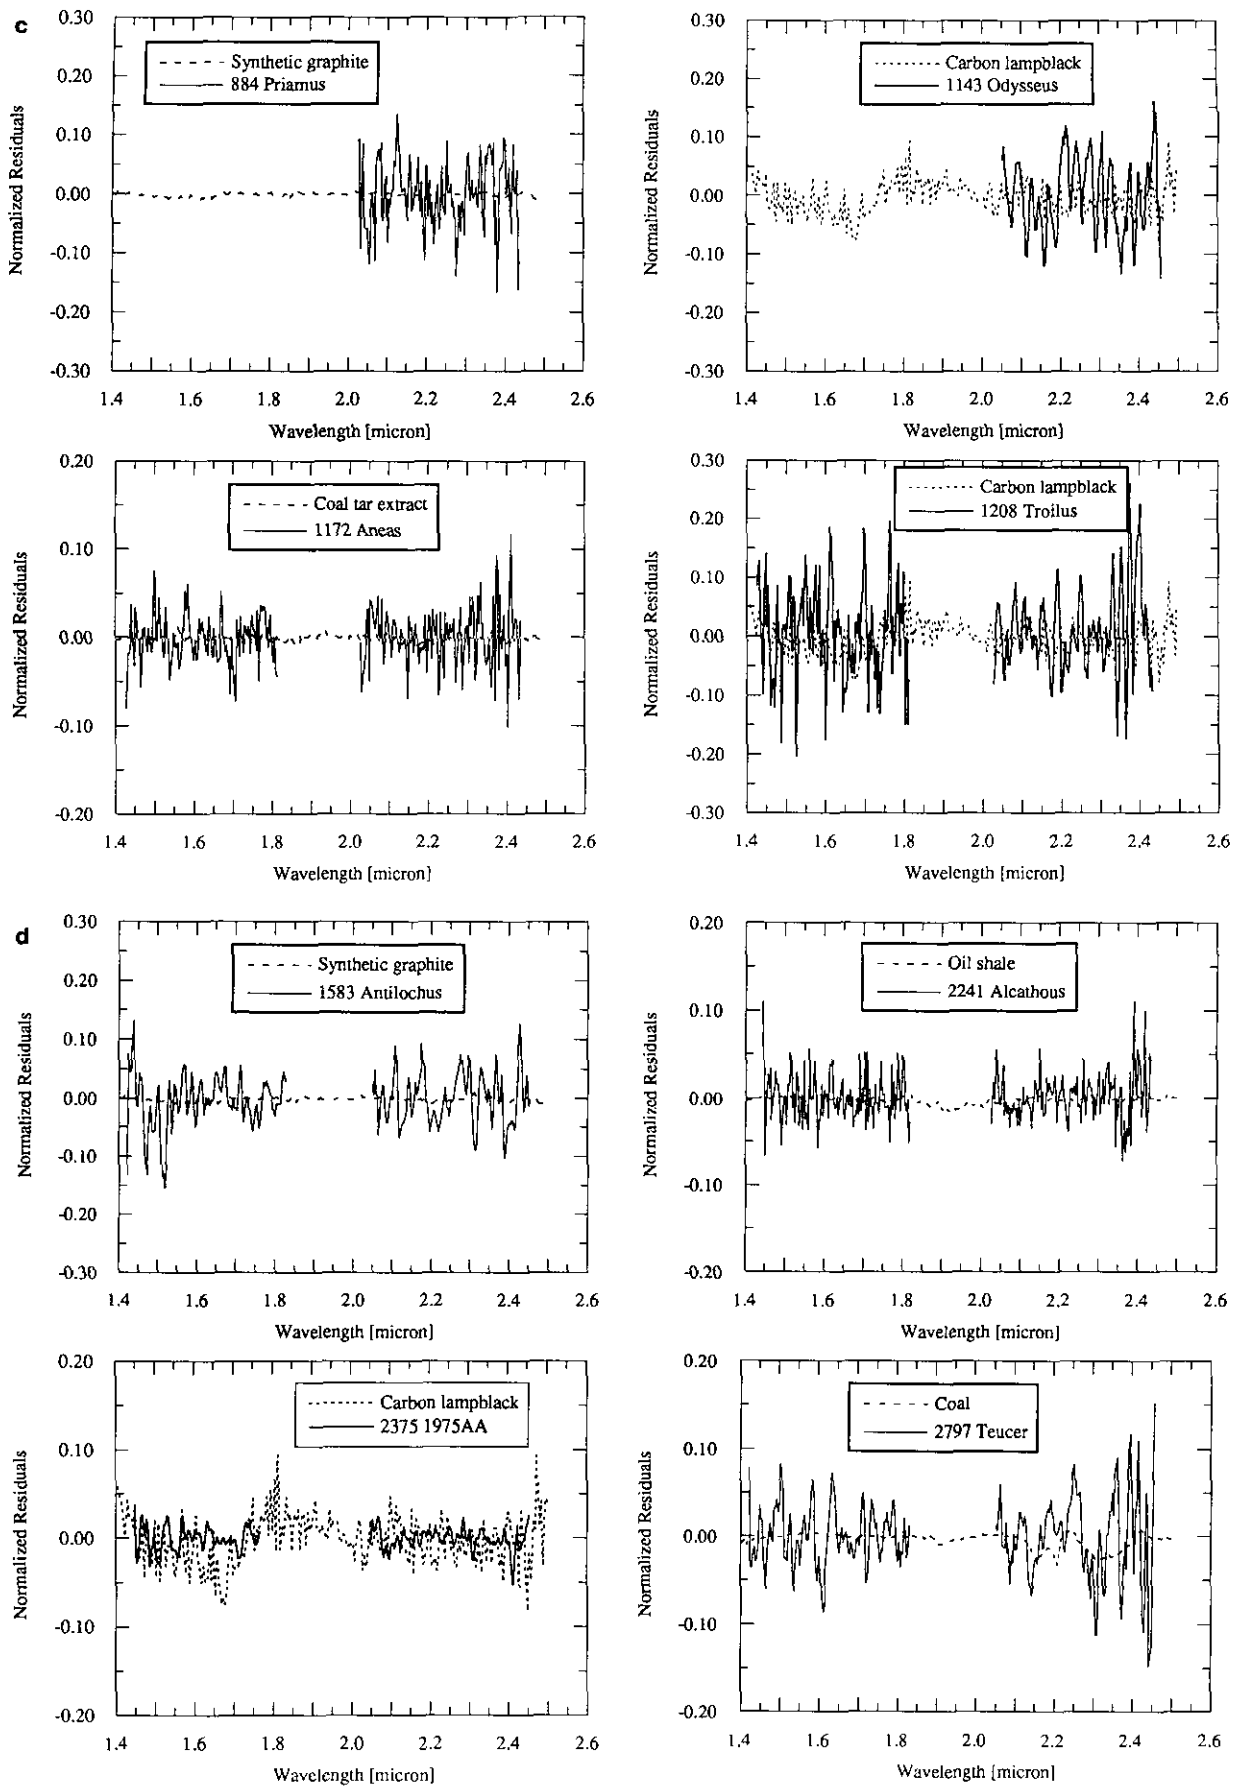 c
0.30
0.20
0.10
0.00
-0.10
-0.20
-0.30
Normalized Residuals
Synthetic graphite
884 Priamus
1.4 1.6 1.8 2.0 2.2 2.4 2.6
Wavelength [micron]
0.30
0.20
0.10
0.00
-0.10
-0.20
-0.30
Normalized Residuals
Carbon lampblack
1143 Odysseus
1.4 1.6 1.8 2.0 2.2 2.4 2.6
Wavelength [micron]
0.20
0.10
0.00
-0.10
-0.20
Normalized Residuals
Coal tar extract
1172 Aneas
1.4 1.6 1.8 2.0 2.2 2.4 2.6
Wavelength [micron]
0.30
0.20
0.10
0.00
-0.10
-0.20
-0.30
Normalized Residuals
Carbon lampblack
1208 Troilus
1.4 1.6 1.8 2.0 2.2 2.4 2.6
Wavelength [micron]
d
0.30
0.20
0.10
0.00
-0.10
-0.20
-0.30
Normalized Residuals
Synthetic graphite
1583 Antilochus
1.4 1.6 1.8 2.0 2.2 2.4 2.6
Wavelength [micron]
0.20
0.10
0.00
-0.10
-0.20
Normalized Residuals
Oil shale
2241 Alcathous
1.4 1.6 1.8 2.0 2.2 2.4 2.6
Wavelength [micron]
0.20
0.10
0.00
-0.10
-0.20
Normalized Residuals
Carbon lampblack
2375 1975AA
1.4 1.6 1.8 2.0 2.2 2.4 2.6
Wavelength [micron]
0.20
0.10
0.00
-0.10
-0.20
Normalized Residuals
Coal
2797 Teucer
1.4 1.6 1.8 2.0 2.2 2.4 2.6
Wavelength [micron]